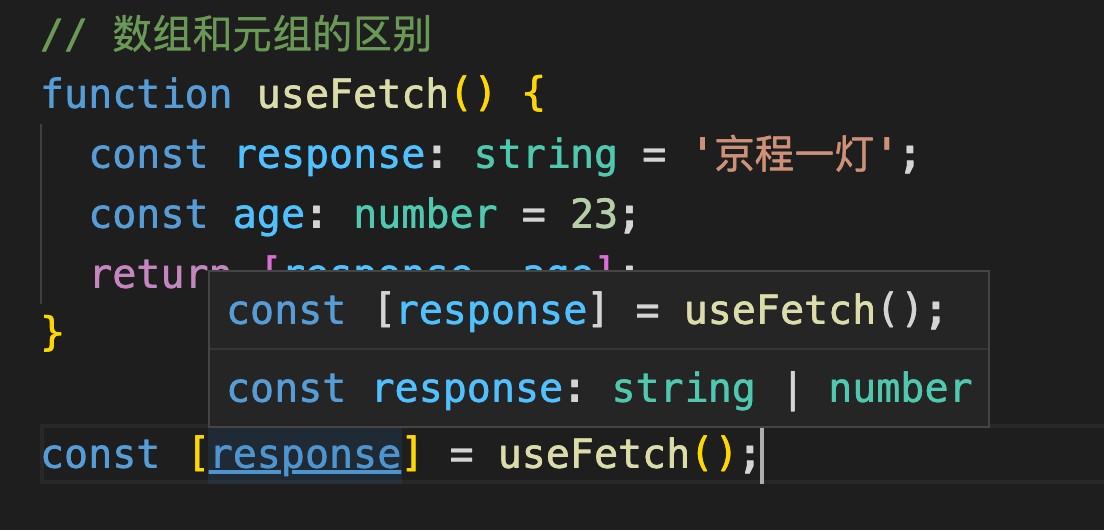 // 数组和元组的区别
function useFetch() {
const response: string = '京程一灯';
const age: number = 23;
return [response, age];
const [response] = useFetch();
}
const response: string | number
const [response] = useFetch();